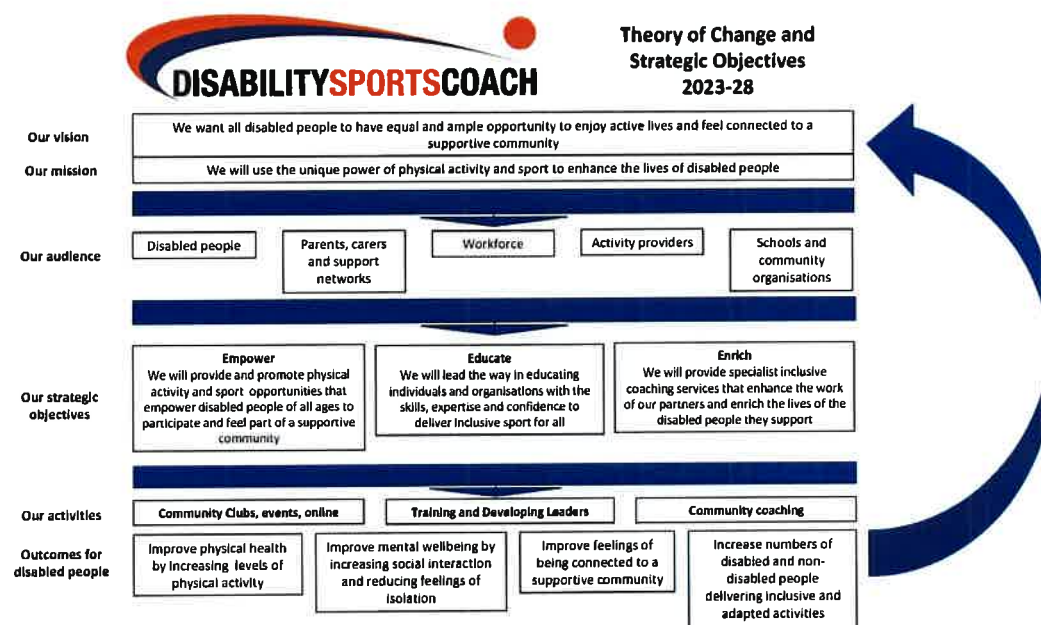 DISABILITYSPORTSCOACH
Theory of Change and
Strategic Objectives
2023-28
Our vision
We want all disabled people to have equal and ample opportunity to enjoy active lives and feel connected to a
supportive community
Our mission
We will use the unique power of physical activity and sport to enhance the lives of disabled people
Our audience
Disabled people
Parents, carers
and support
networks
Workforce
Activity providers
Schools and
community
organisations
Our strategic
objectives
Empower
We will provide and promote physical
activity and sport opportunities that
empower disabled people of all ages to
participate and feel part of a supportive
community
Educate
We will lead the way in educating
individuals and organisations with the
skills, expertise and confidence to
deliver inclusive sport for all
Enrich
We will provide specialist inclusive
coaching services that enhance the work
of our partners and enrich the lives of the
disabled people they support
Our activities
Community Clubs, events, online
Training and Developing Leaders
Community coaching
Outcomes for
disabled people
Improve physical health
by increasing levels of
physical activity
Improve mental wellbeing by
increasing social interaction
and reducing feelings of
isolation
Improve feelings of
being connected to a
supportive community
Increase numbers of
disabled and non-
disabled people
delivering inclusive and
adapted activities